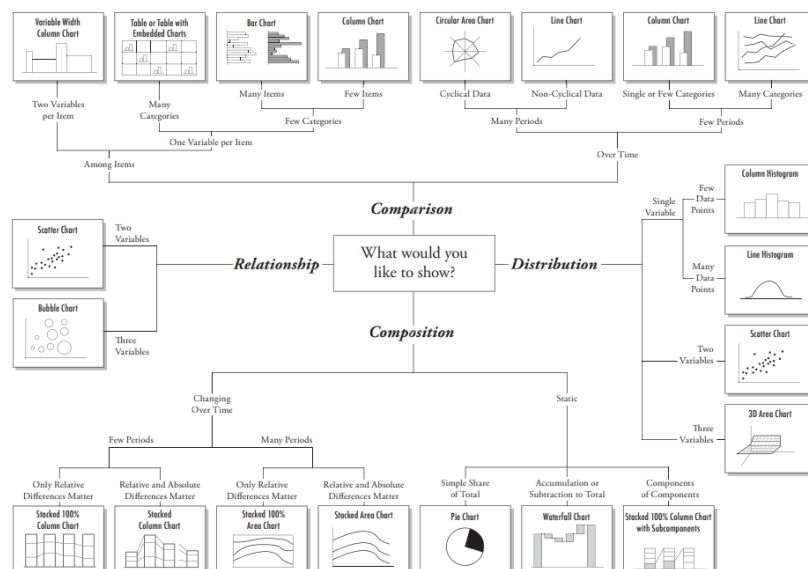 Variable Width
Column Chart
Table or Table with
Embedded Charts
Bar Chart
Column Chart
Circular Area Chart
Line Chart
Column Chart
Line Chart
Two Variables
per Item
Many
Categories
Many Items
Few Items
Cyclical Data
Non-Cyclical Data
Single or Few Categories
Many Categories
Few Categories
Many Periods
Few Periods
One Variable per Item
Among Items
Over Time
Comparison
What would you
like to show?
Relationship
Two
Variables
Scatter Chart
Three
Variables
Bubble Chart
Distribution
Single
Variable
Few
Data
Points
Column Histogram
Many
Data
Points
Line Histogram
Two
Variables
Scatter Chart
Three
Variables
3D Area Chart
Composition
Changing
Over Time
Static
Few Periods
Many Periods
Only Relative
Differences Matter
Relative and Absolute
Differences Matter
Only Relative
Differences Matter
Relative and Absolute
Differences Matter
Simple Share
of Total
Accumulation or
Subtraction to Total
Components
of Components
Stacked 100%
Column Chart
Stacked
Column Chart
Stacked 100%
Area Chart
Stacked Area Chart
Pie Chart
Waterfall Chart
Stacked 100% Column Chart
with Subcomponents